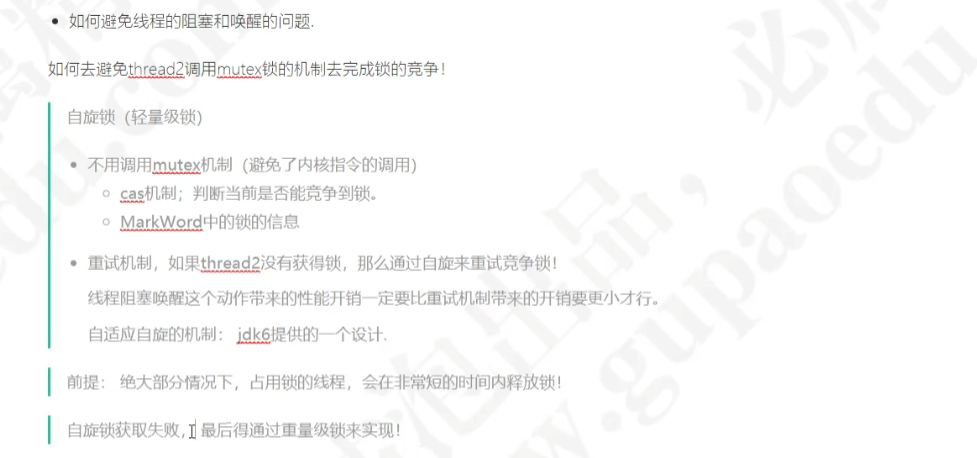 如何避免线程的阻塞和唤醒的问题.
如何去避免thread2调用mutex锁的机制去完成锁的竞争！
自旋锁（轻量级锁）
不用调用mutex机制（避免了内核指令的调用）
cas机制；判断当前是否能竞争到锁。
MarkWord中的锁的信息
重试机制，如果thread2没有获得锁，那么通过自旋来重试竞争锁！
线程阻塞唤醒这个动作带来的性能开销一定要比重试机制带来的开销要更小才行。
自适应自旋的机制： jdk6提供的一个设计.
前提： 绝大部分情况下，占用锁的线程，会在非常短的时间内释放锁！
自旋锁获取失败，最后得通过重量级锁来实现！